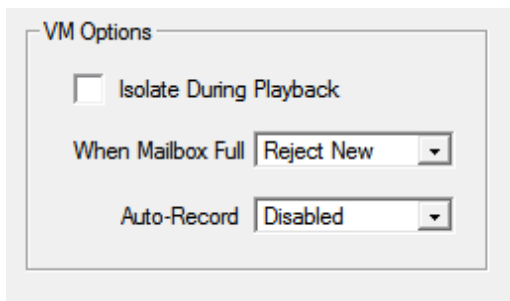 VM Options
Isolate During Playback
When Mailbox Full Reject New
Auto-Record Disabled